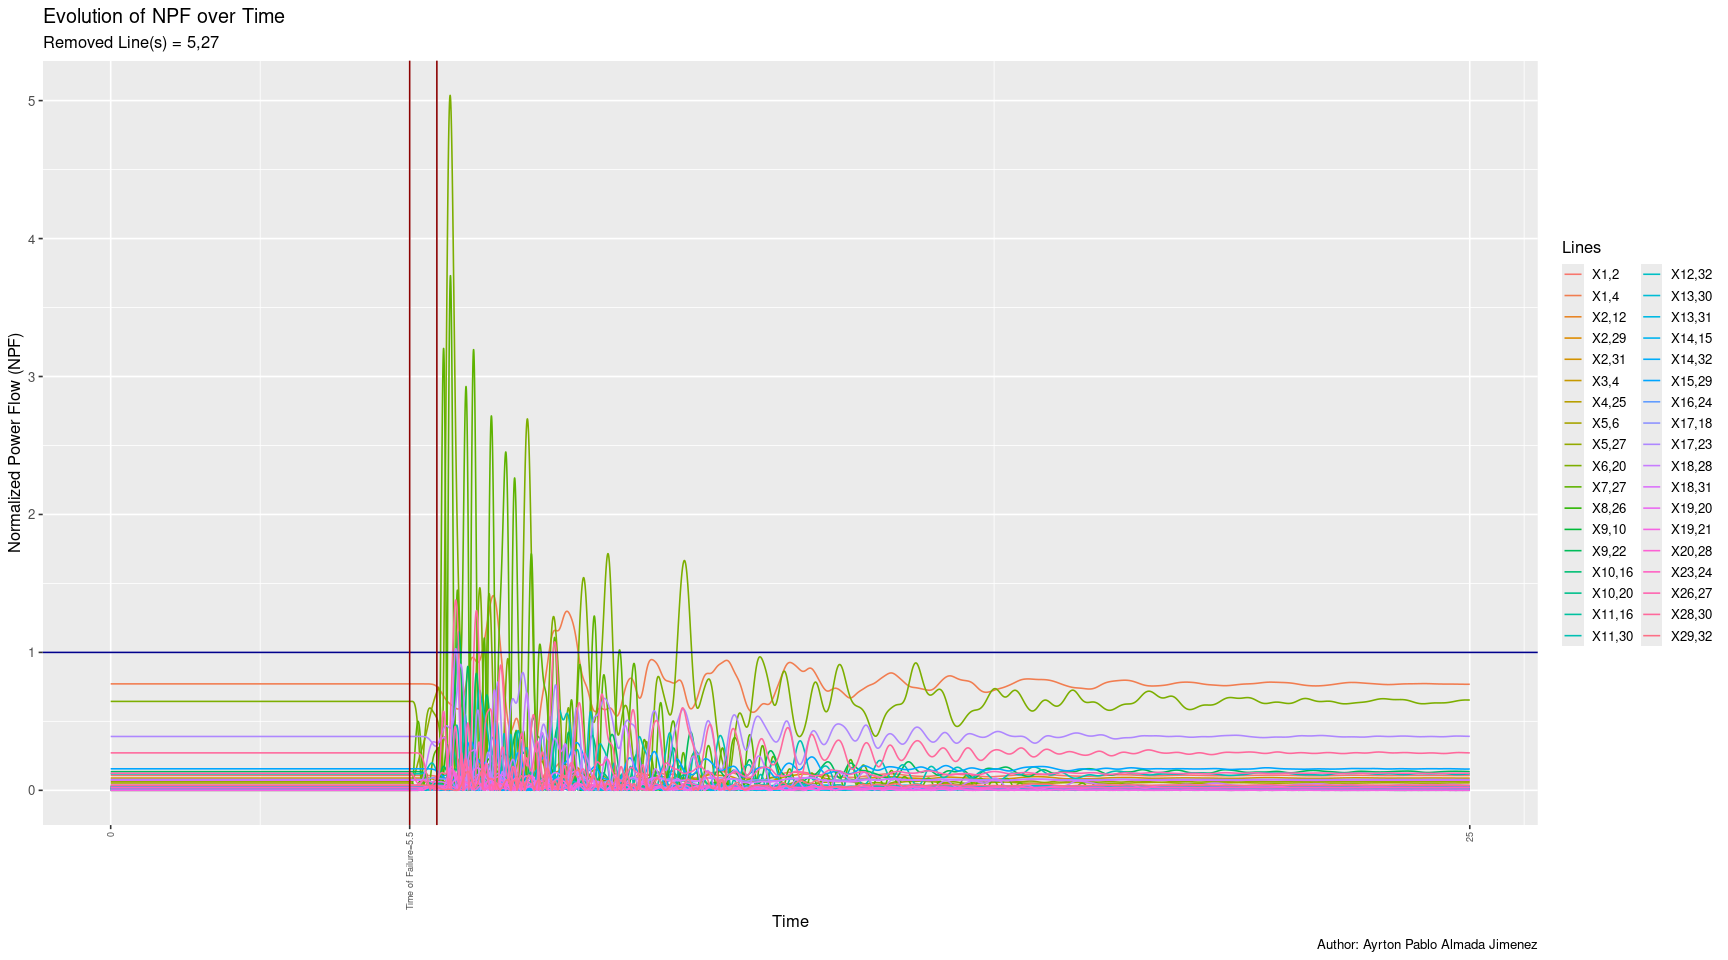 Evolution of NPF over Time
Removed Line(s) = 5,27
Normalized Power Flow (NPF)
5
4
3
2
1
0
0
Time of Failure=5.5
25
Time
Lines
X1,2
X1,4
X2,12
X2,29
X2,31
X3,4
X4,25
X5,6
X5,27
X6,20
X7,27
X8,26
X9,10
X9,22
X10,16
X10,20
X11,16
X11,30
X12,32
X13,30
X13,31
X14,15
X14,32
X15,29
X16,24
X17,18
X17,23
X18,28
X18,31
X19,20
X19,21
X20,28
X23,24
X26,27
X28,30
X29,32
Author: Ayrton Pablo Almada Jimenez